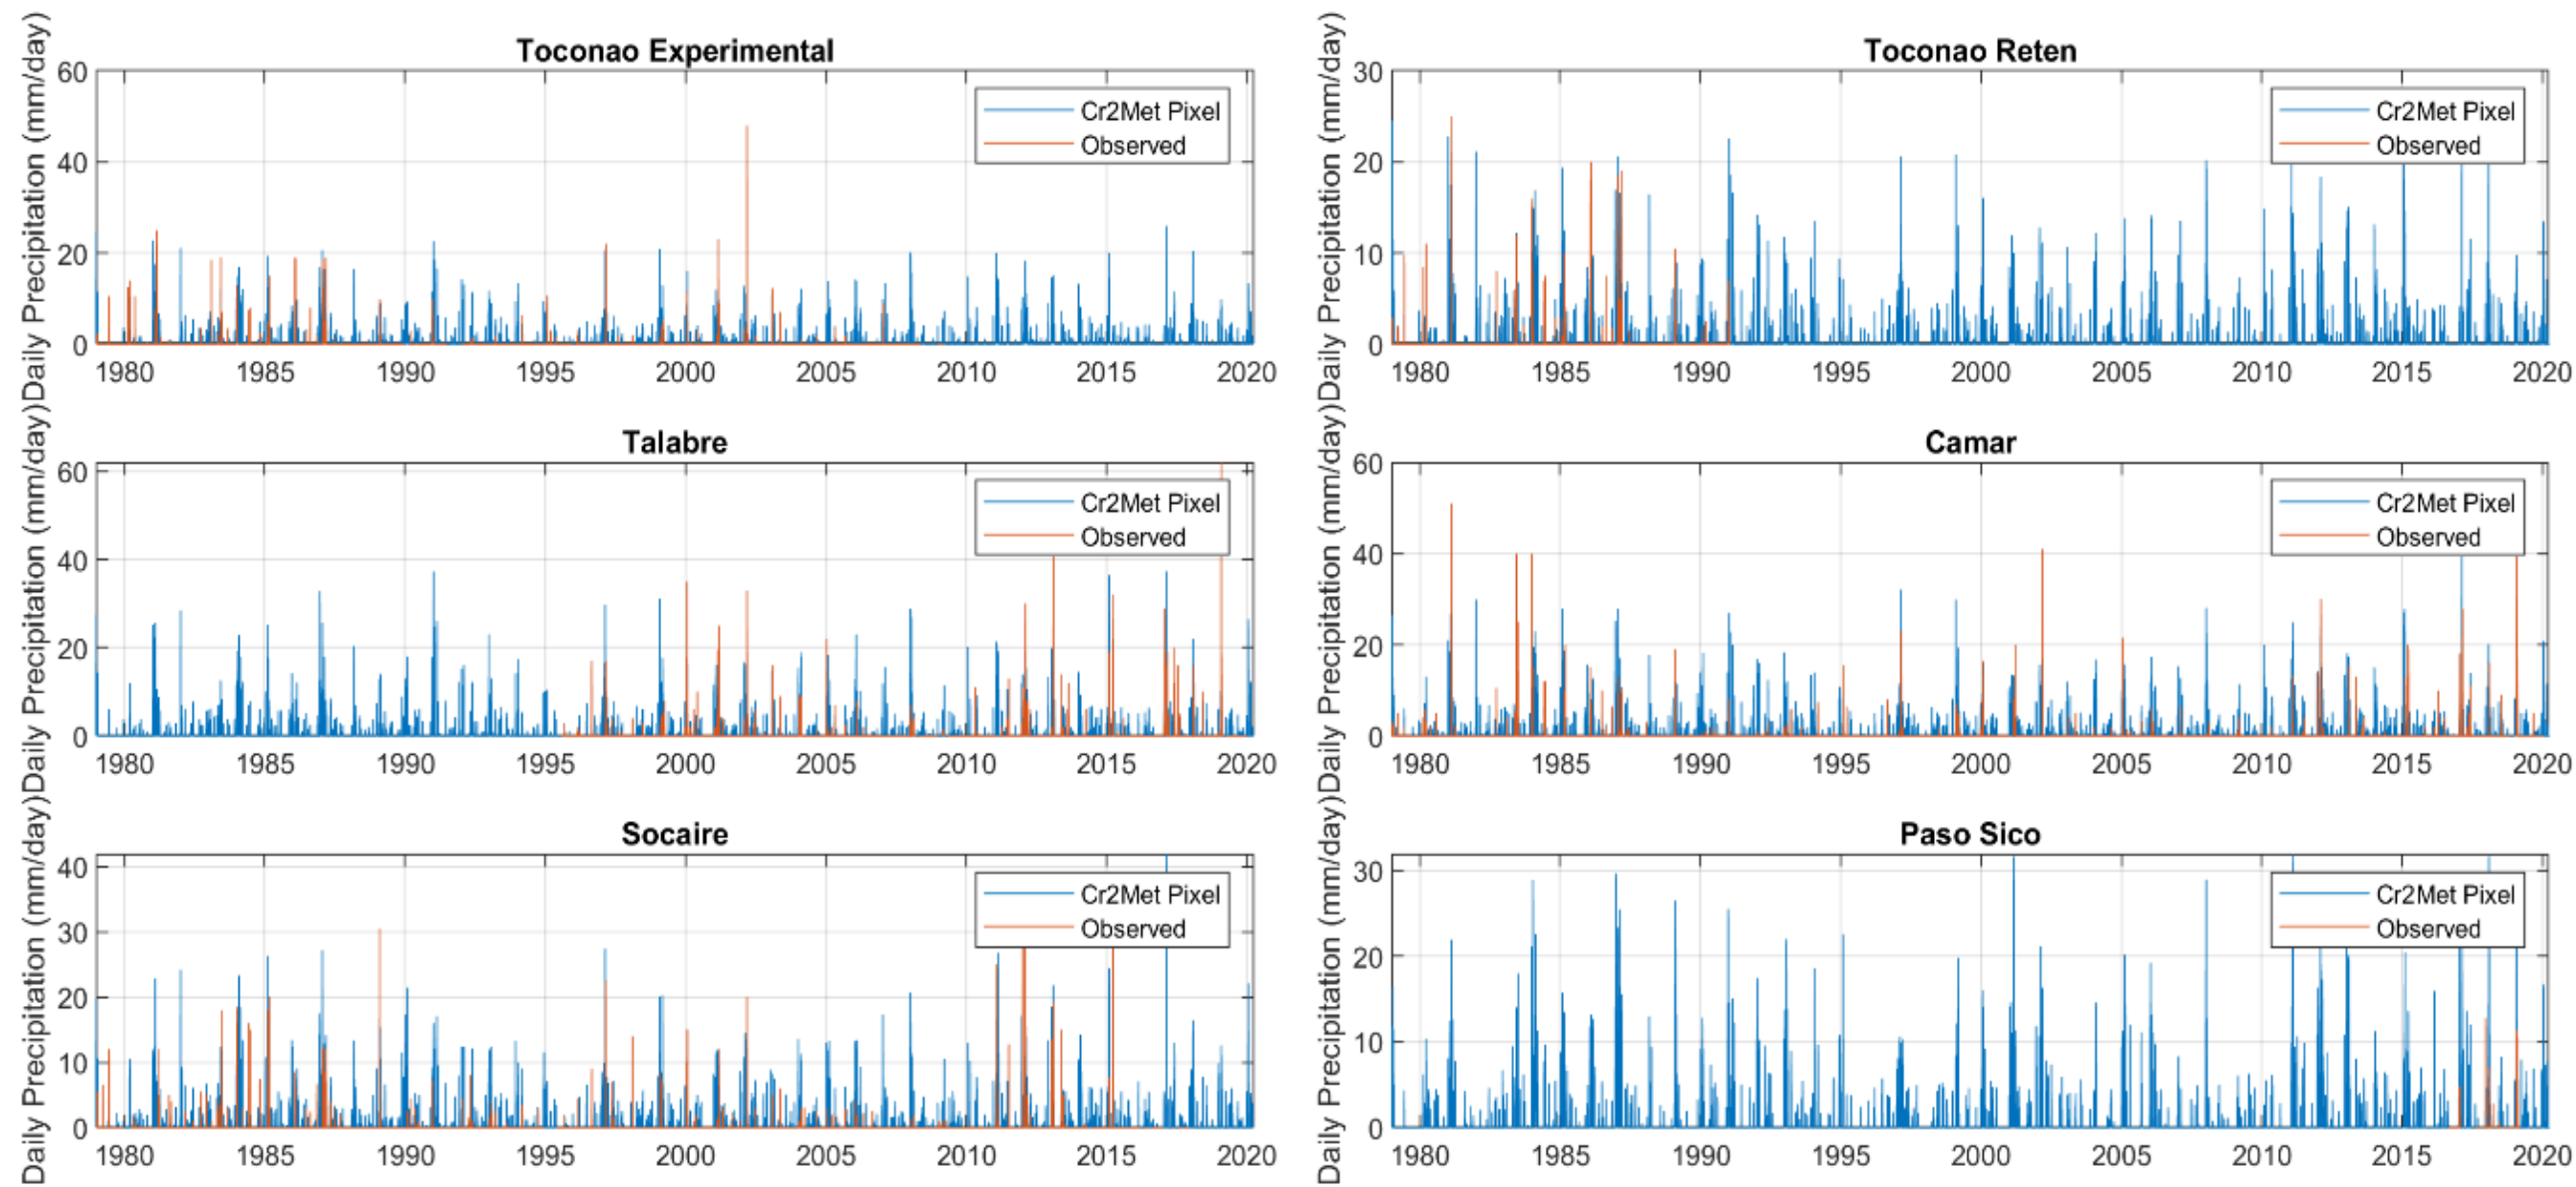 Toconao Experimental
Daily Precipitation (mm/day)
60
40
20
0
Cr2Met Pixel
Observed
1980 1985 1990 1995 2000 2005 2010 2015 2020
Toconao Reten
Daily Precipitation (mm/day)
30
20
10
0
Cr2Met Pixel
Observed
1980 1985 1990 1995 2000 2005 2010 2015 2020
Talabre
Daily Precipitation (mm/day)
60
40
20
0
Cr2Met Pixel
Observed
1980 1985 1990 1995 2000 2005 2010 2015 2020
Camar
Daily Precipitation (mm/day)
60
40
20
0
Cr2Met Pixel
Observed
1980 1985 1990 1995 2000 2005 2010 2015 2020
Socaire
Daily Precipitation (mm/day)
40
30
20
10
0
Cr2Met Pixel
Observed
1980 1985 1990 1995 2000 2005 2010 2015 2020
Paso Sico
Daily Precipitation (mm/day)
30
20
10
0
Cr2Met Pixel
Observed
1980 1985 1990 1995 2000 2005 2010 2015 2020